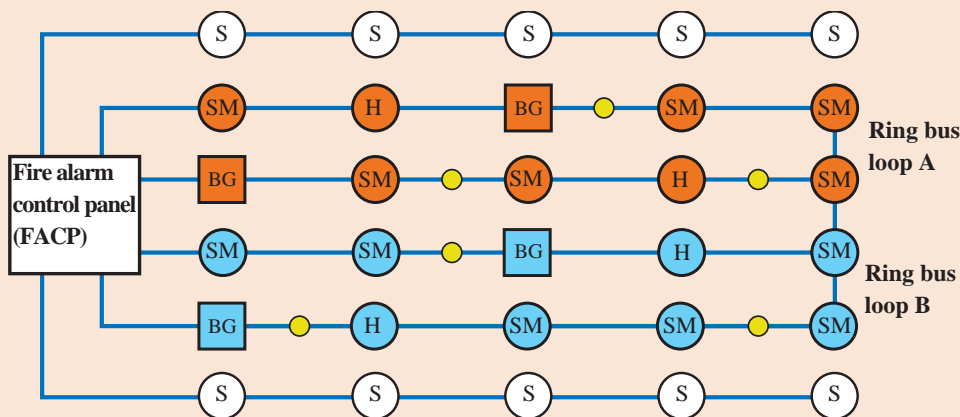 S S S S S
SM H BG SM SM
Ring bus
loop A
BG SM SM H SM
Fire alarm
control panel
(FACP)
SM SM BG H SM
Ring bus
loop B
BG H SM SM SM
S S S S S